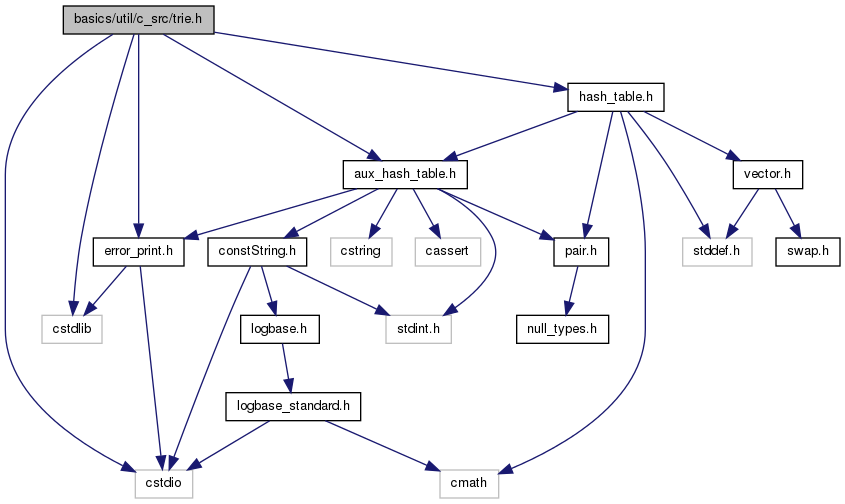 basics/util/c_src/trie.h
hash_table.h
aux_hash_table.h
vector.h
error_print.h
constString.h
cstring
cassert
pair.h
stddef.h
swap.h
cstdlib
logbase.h
stdint.h
null_types.h
logbase_standard.h
cstdio
cmath